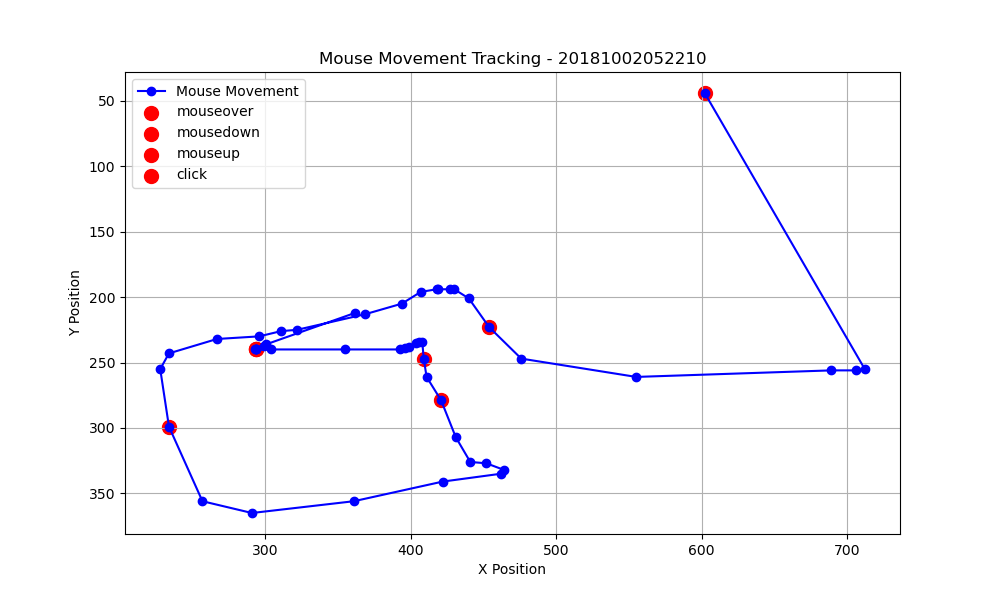 Mouse Movement Tracking - 20181002052210
Mouse Movement
mouseover
mousedown
mouseup
click
50
100
150
200
250
300
350
Y Position
300 400 500 600 700
X Position